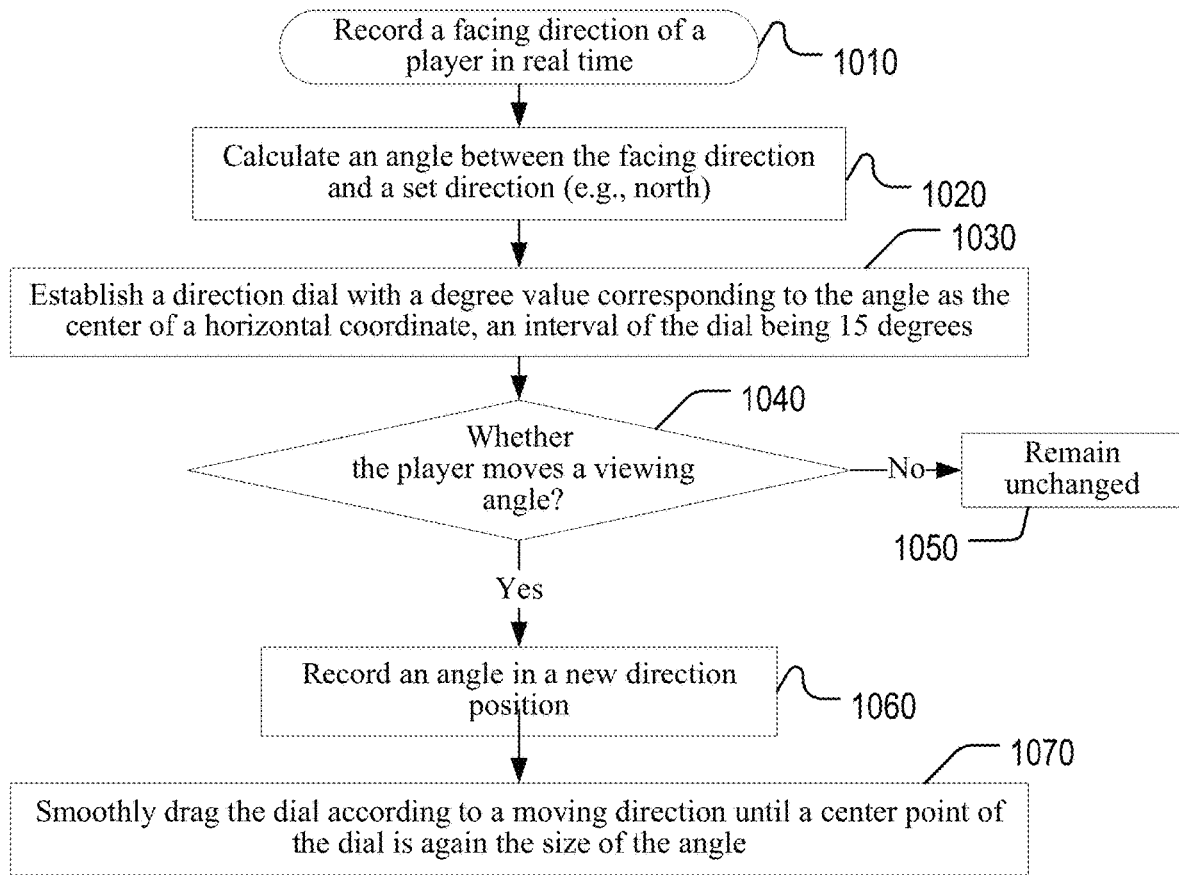 Record a facing direction of a
player in real time
1010
Calculate an angle between the facing direction
and a set direction (e.g., north)
1020
1030
Establish a direction dial with a degree value corresponding to the angle as the
center of a horizontal coordinate, an interval of the dial being 15 degrees
1040
Whether
the player moves a viewing
angle?
No
Remain
unchanged
1050
Yes
Record an angle in a new direction
position
1060
1070
Smoothly drag the dial according to a moving direction until a center point of
the dial is again the size of the angle